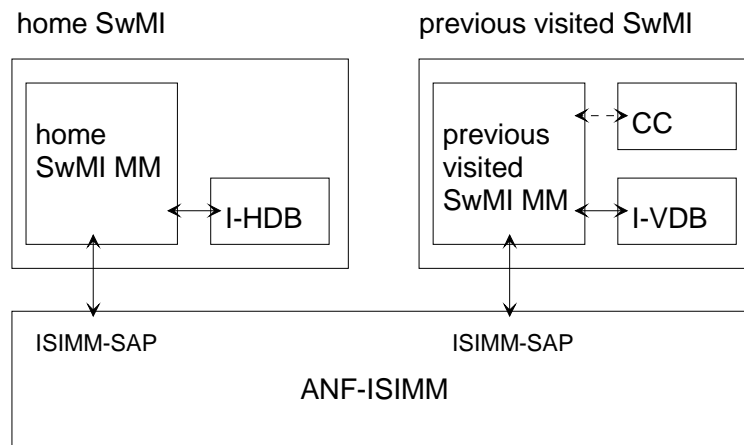 home SwMI
previous visited SwMI
home
SwMI MM
I-HDB
previous
visited
SwMI MM
CC
I-VDB
ISIMM-SAP
ISIMM-SAP
ANF-ISIMM